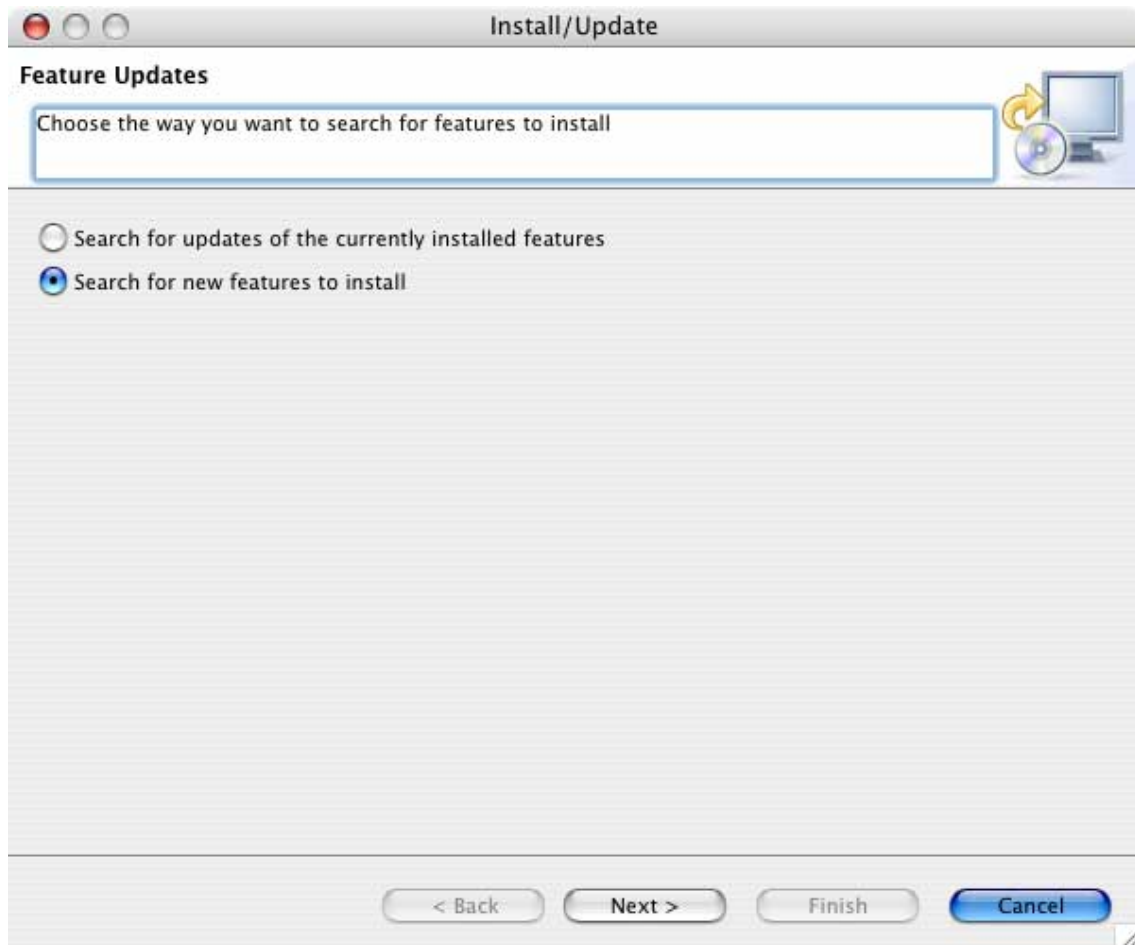 Install/Update
Feature Updates
Choose the way you want to search for features to install
Search for updates of the currently installed features
Search for new features to install
< Back
Next >
Finish
Cancel